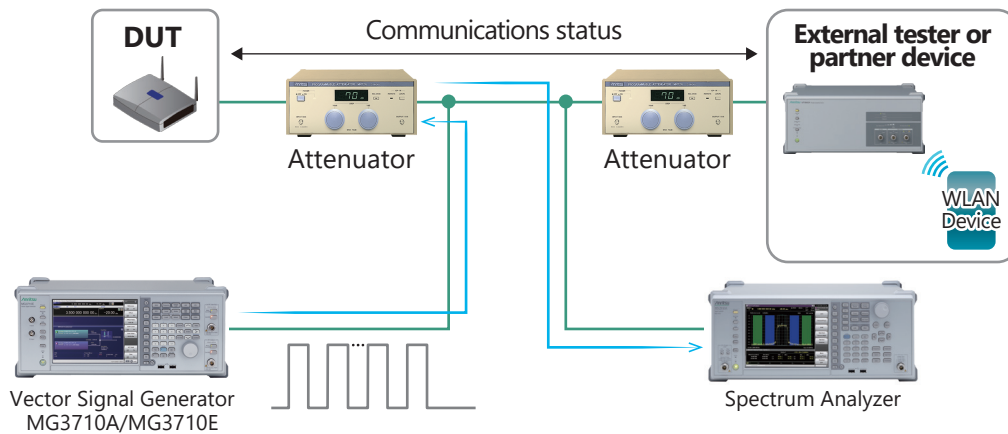 DUT
Communications status
External tester or
partner device
Attenuator
Attenuator
WLAN
Device
Vector Signal Generator
MG3710A/MG3710E
Spectrum Analyzer